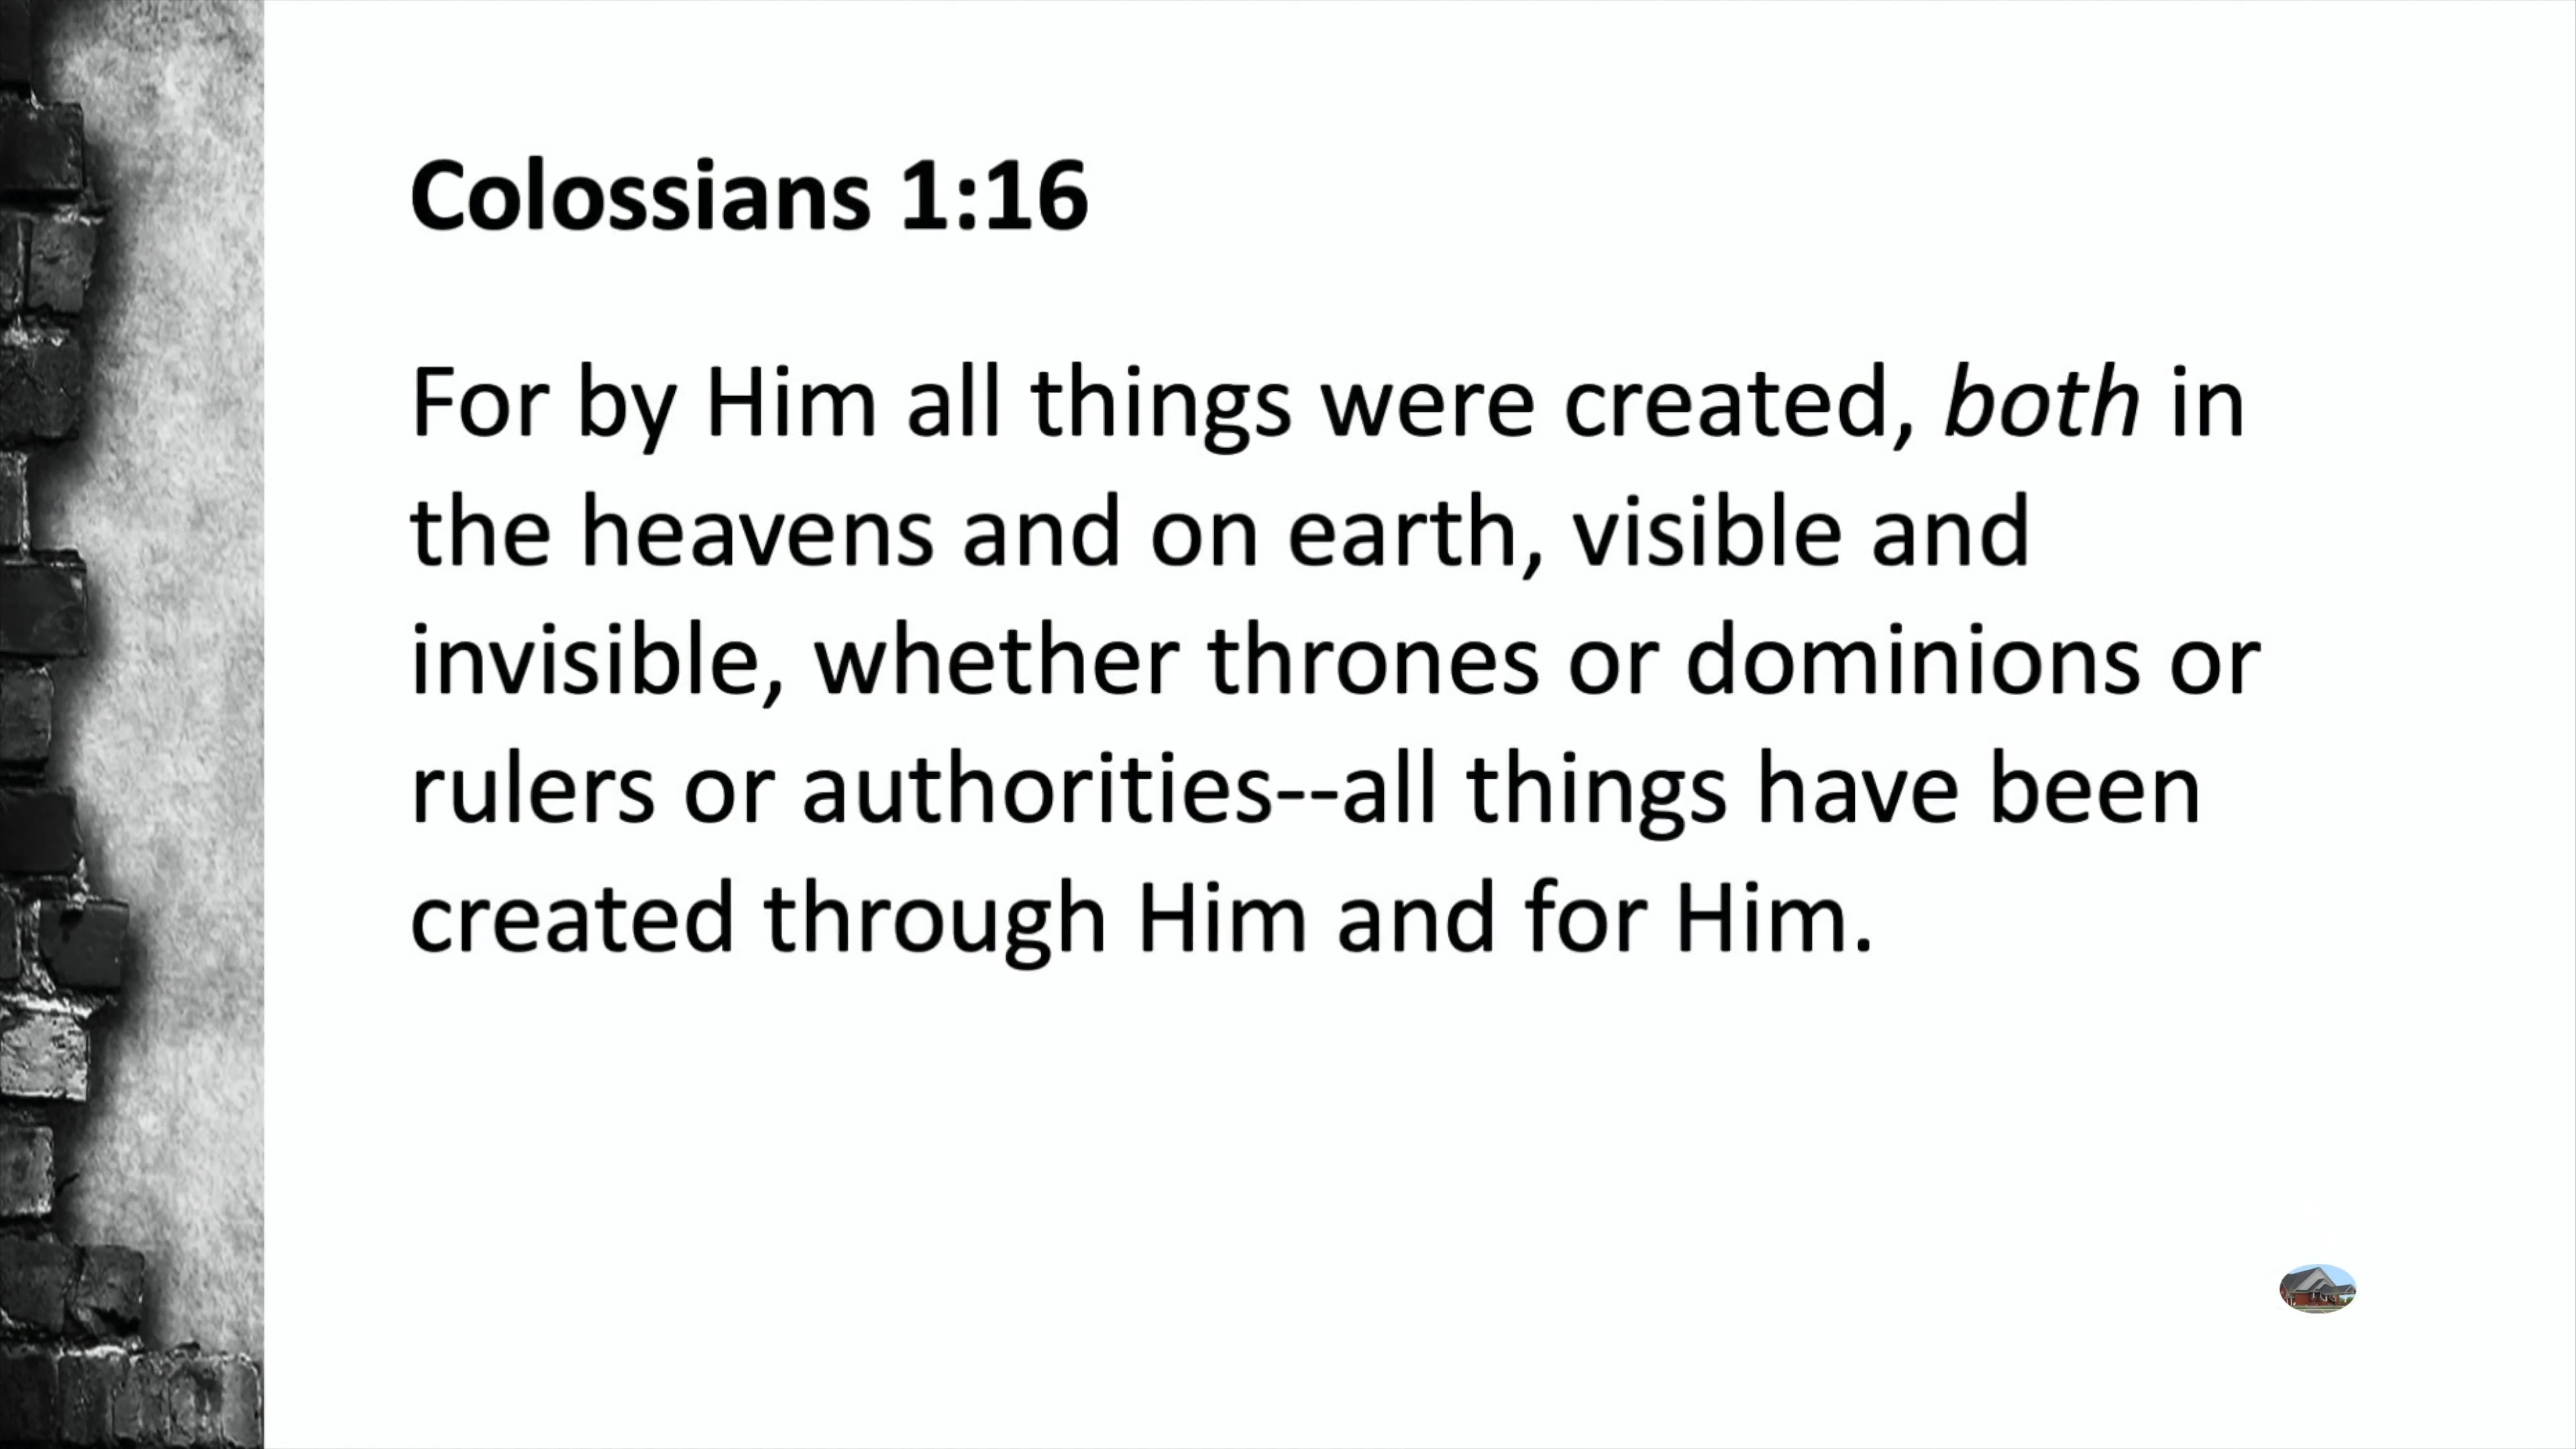 Colossians 1:16
For by Him all things were created, both in
the heavens and on earth, visible and
invisible, whether thrones or dominions or
rulers or authorities--all things have been
created through Him and for Him.